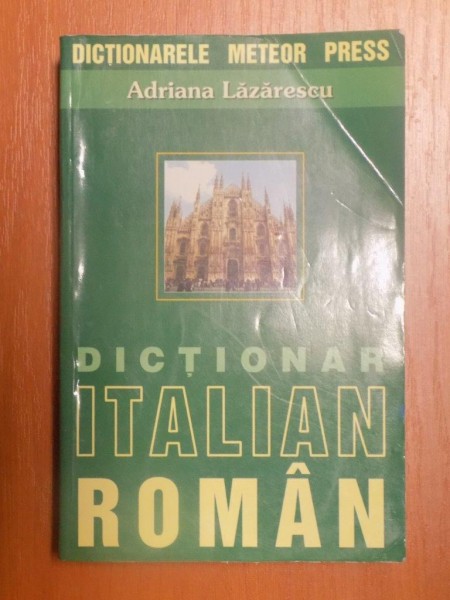 DICȚIONARELE METEOR PRESS
Adriana Lăzărescu
DICȚIONAR
ITALIAN
ROMÂN